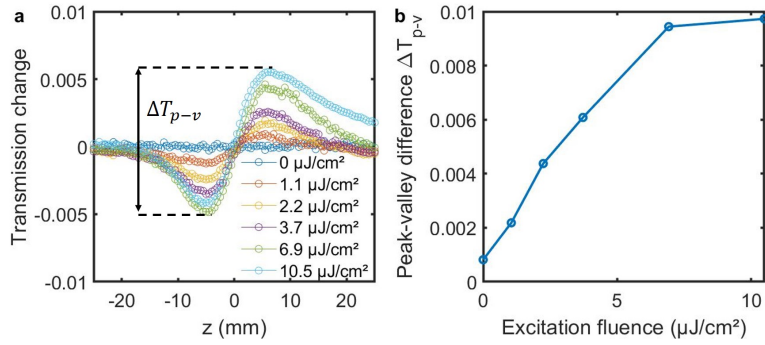 a
Transmission change
0.01
0.005
0
-0.005
-0.01
ΔTp−v
0 µJ/cm²
1.1 µJ/cm²
2.2 µJ/cm²
3.7 µJ/cm²
6.9 µJ/cm²
10.5 µJ/cm²
-20
-10
0
10
20
z (mm)
b
Peak-valley difference ΔTp-v
0.01
0.008
0.006
0.004
0.002
0
0
5
10
Excitation fluence (µJ/cm²)